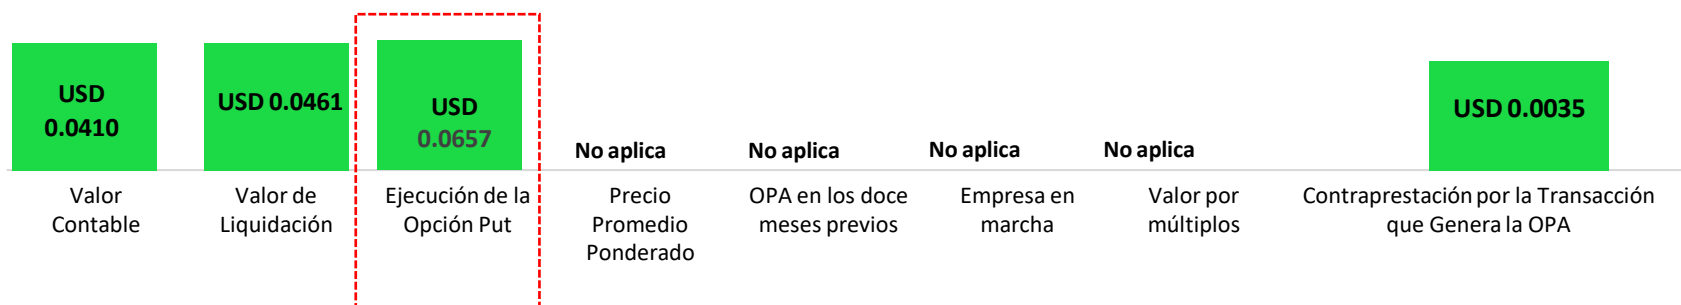 USD
0.0410
USD 0.0461
USD
0.0657
No aplica
No aplica
No aplica
No aplica
USD 0.0035
Valor
Contable
Valor de
Liquidación
Ejecución de la
Opción Put
Precio
Promedio
Ponderado
OPA en los doce
meses previos
Empresa en
marcha
Valor por
múltiplos
Contraprestación por la Transacción
que Genera la OPA